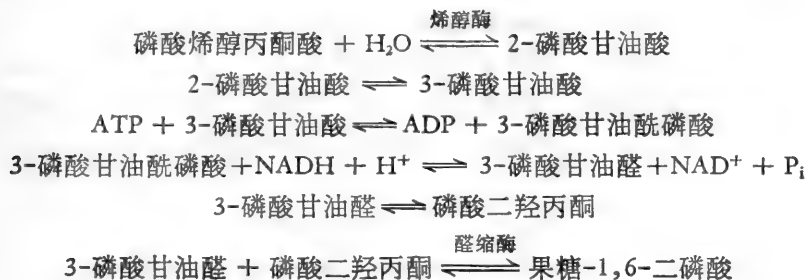 烯醇酶
磷酸烯醇丙酮酸 + H₂O ⇌ 2-磷酸甘油酸
2-磷酸甘油酸 ⇌ 3-磷酸甘油酸
ATP + 3-磷酸甘油酸 ⇌ ADP + 3-磷酸甘油酰磷酸
3-磷酸甘油酰磷酸+NADH + H⁺ ⇌ 3-磷酸甘油醛+NAD⁺ + Pᵢ
3-磷酸甘油醛 ⇌ 磷酸二羟丙酮
醛缩酶
3-磷酸甘油醛 + 磷酸二羟丙酮 ⇌ 果糖-1,6-二磷酸